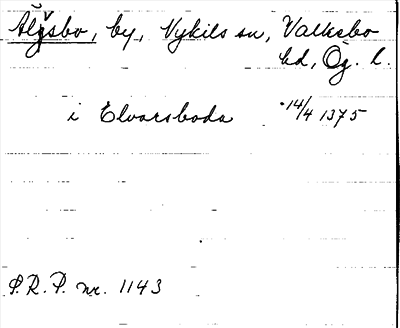 Älgsbo, by, Vykils sn, Valkebo
hd, Ög. l.
i Elvarsboda 14/4 1375
S.R.P. nr. 1143